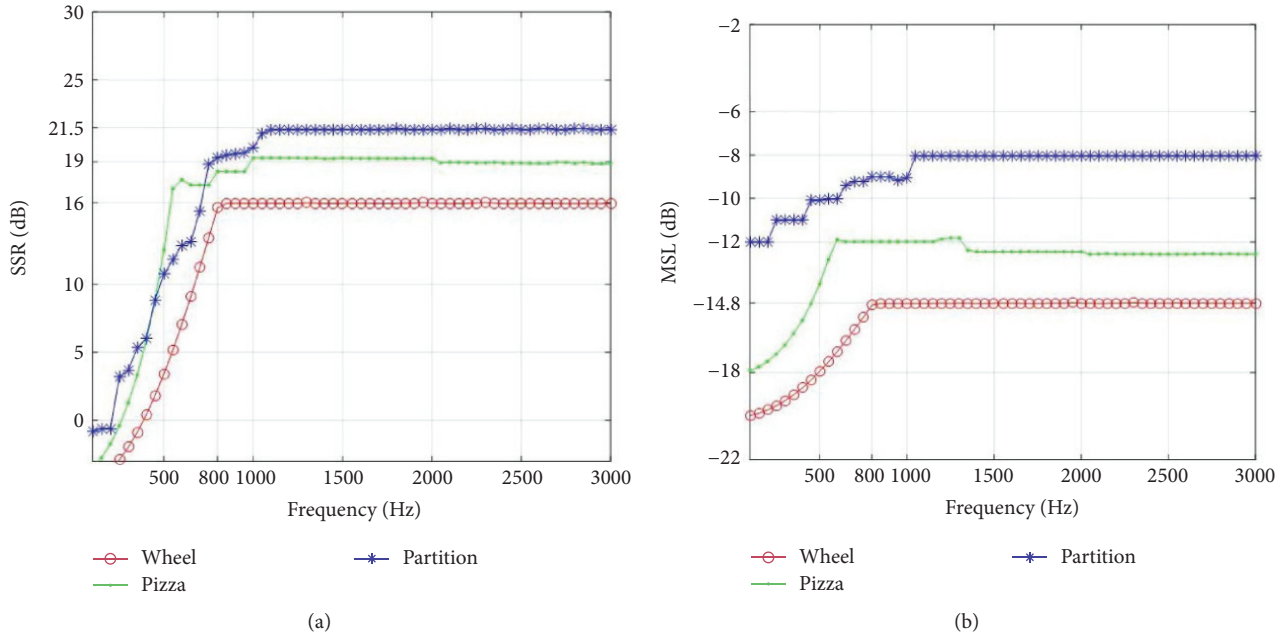 30
25
21.5
19
16
10
5
0
SSR (dB)
500 800 1000 1500 2000 2500 3000
Frequency (Hz)
Wheel
Pizza
Partition
(a)
−2
−6
−8
−10
−12
−14.8
−18
−22
MSL (dB)
500 800 1000 1500 2000 2500 3000
Frequency (Hz)
Wheel
Pizza
Partition
(b)